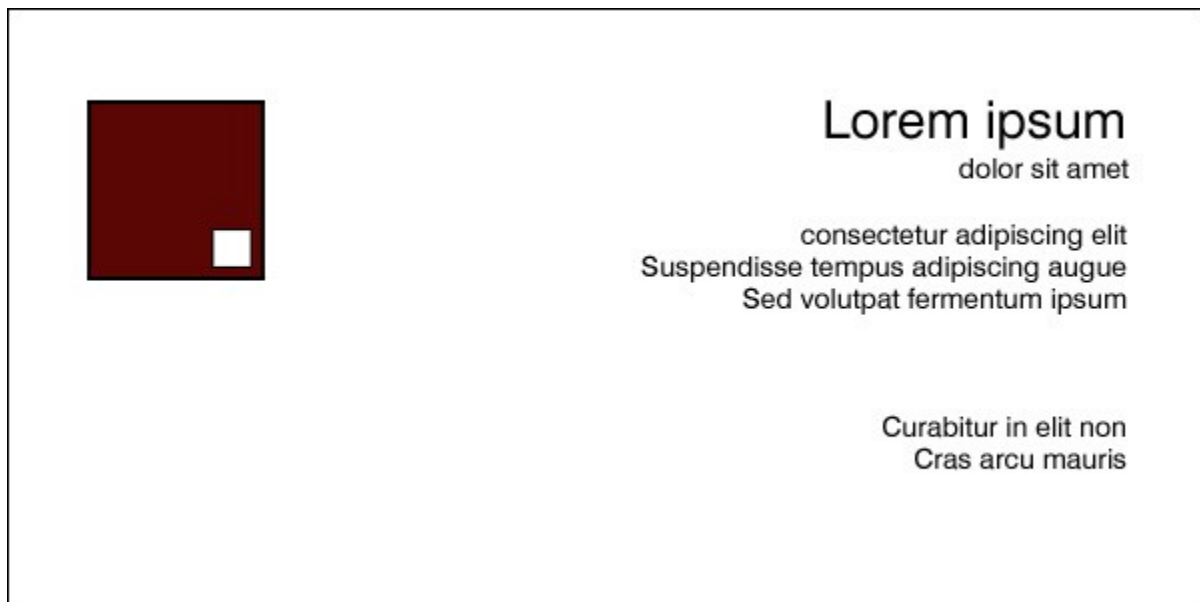 Lorem ipsum
dolor sit amet
consectetur adipiscing elit
Suspendisse tempus adipiscing augue
Sed volutpat fermentum ipsum
Curabitur in elit non
Cras arcu mauris